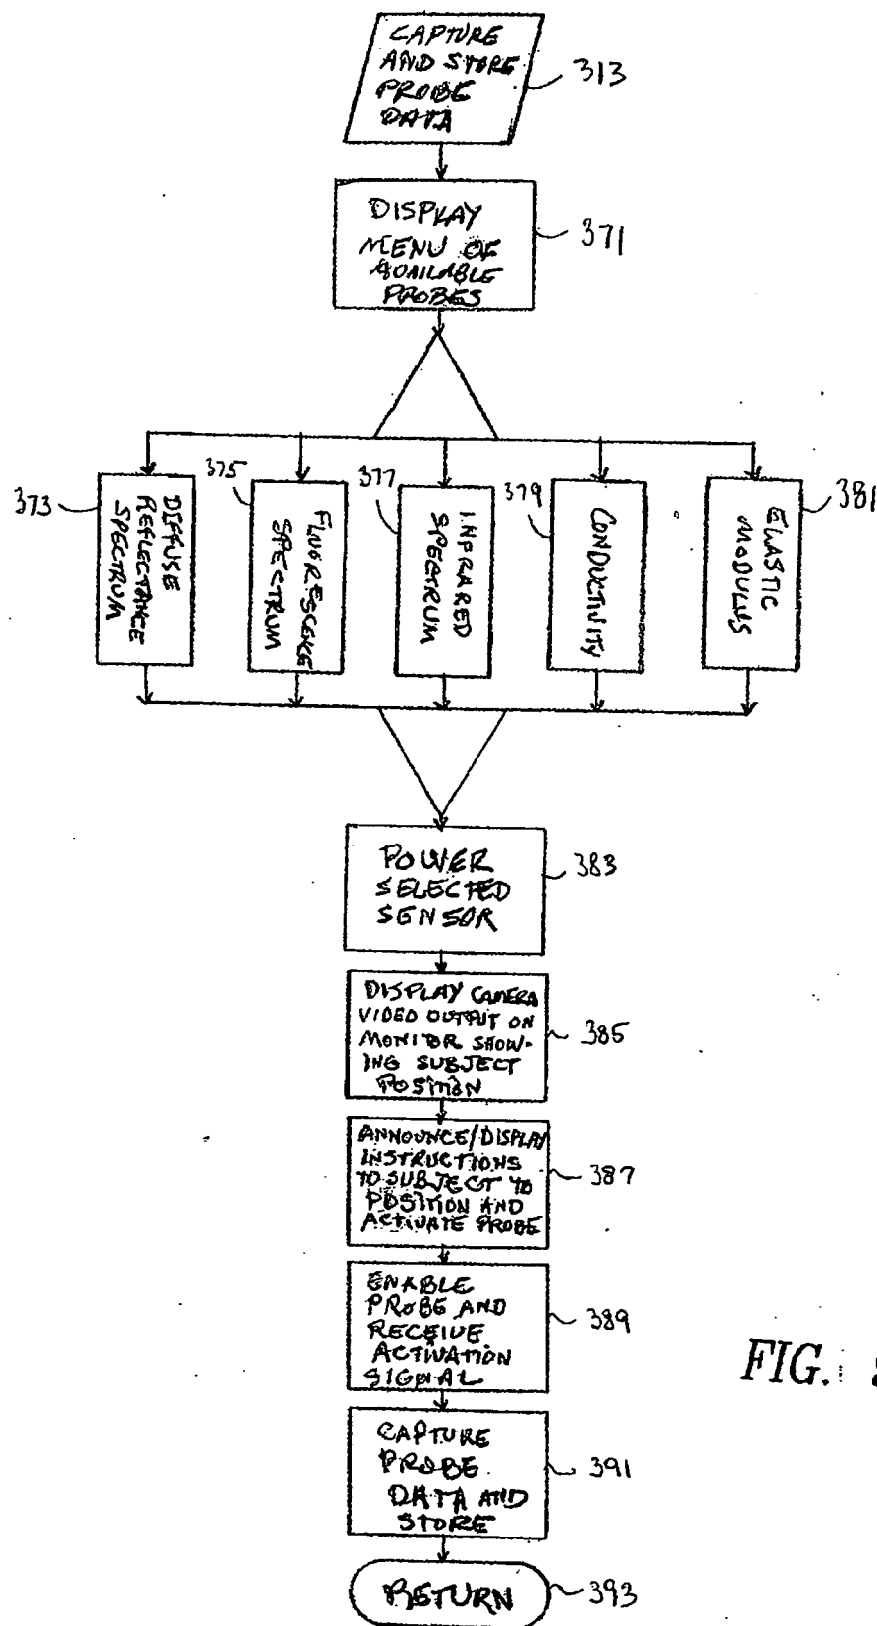 CAPTURE
AND STORE
PROBE
DATA
313
DISPLAY
MENU OF
AVAILABLE
PROBES
371
373
DIFFUSE
REFLECTANCE
SPECTRUM
375
FLUORESCENCE
SPECTRUM
377
INFRARED
SPECTRUM
379
CONDUCTIVITY
381
ELASTIC
MODULUS
POWER
SELECTED
SENSOR
383
DISPLAY CAMERA
VIDEO OUTPUT ON
MONITOR SHOW-
ING SUBJECT
POSITION
385
ANNOUNCE/DISPLAY
INSTRUCTIONS
TO SUBJECT TO
POSITION AND
ACTIVATE PROBE
387
ENABLE
PROBE AND
RECEIVE
ACTIVATION
SIGNAL
389
CAPTURE
PROBE
DATA AND
STORE
391
RETURN
393
FIG.